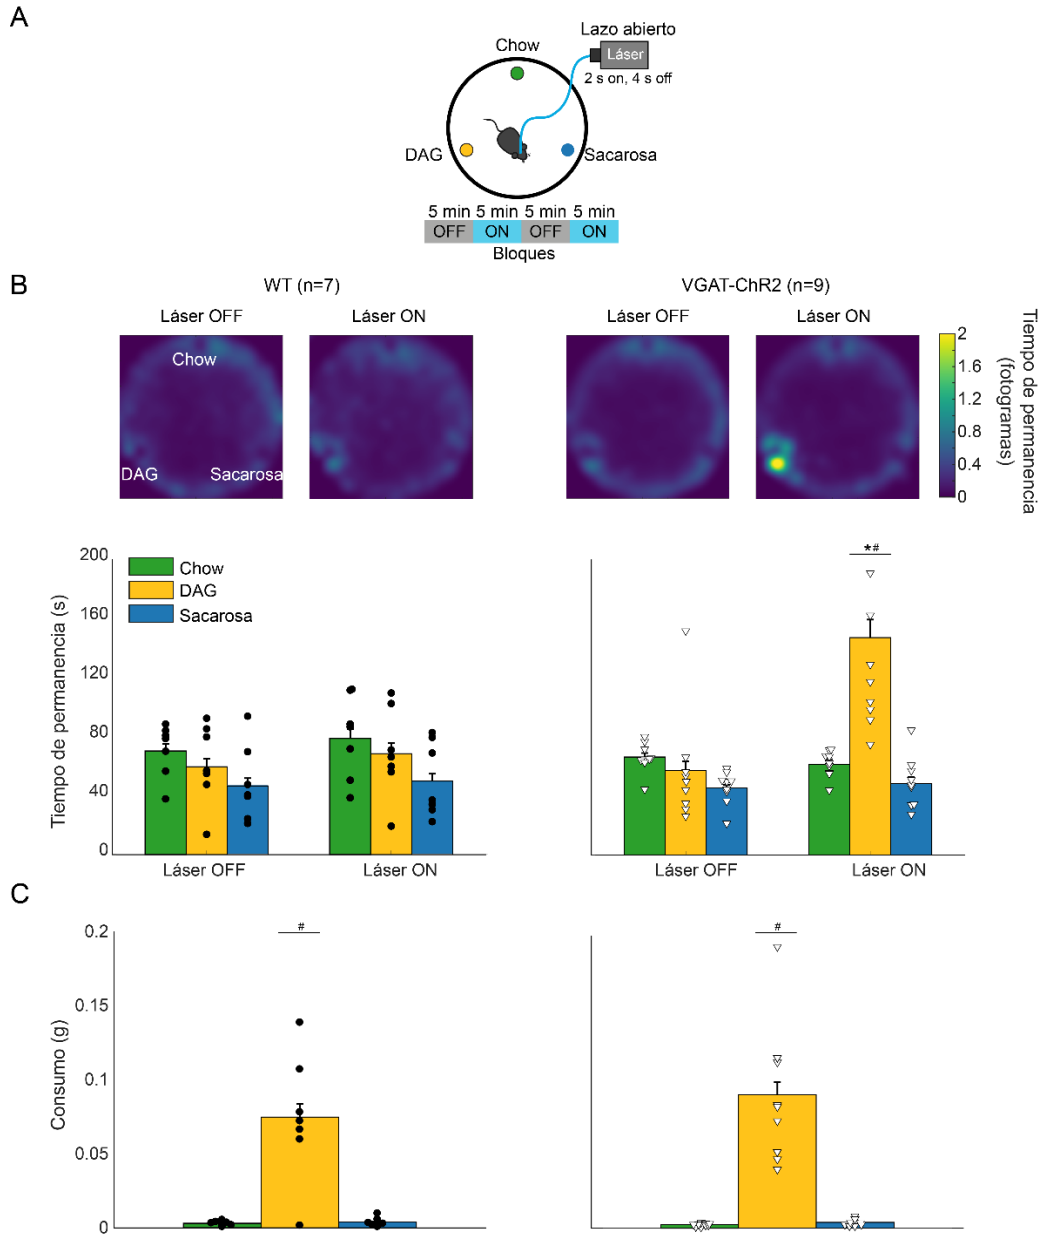 A
Lazo abierto
Chow
Láser
2 s on, 4 s off
DAG
Sacarosa
5 min 5 min 5 min 5 min
OFF ON OFF ON
Bloques
B
WT (n=7)
VGAT-ChR2 (n=9)
Láser OFF
Láser ON
Láser OFF
Láser ON
Chow
DAG
Sacarosa
2
1.6
1.2
0.8
0.4
0
Tiempo de permanencia
(fotogramas)
Tiempo de permanencia (s)
200
160
120
80
40
0
Chow
DAG
Sacarosa
Láser OFF
Láser ON
*#
Láser OFF
Láser ON
C
Consumo (g)
0.2
0.15
0.1
0.05
0
#
#